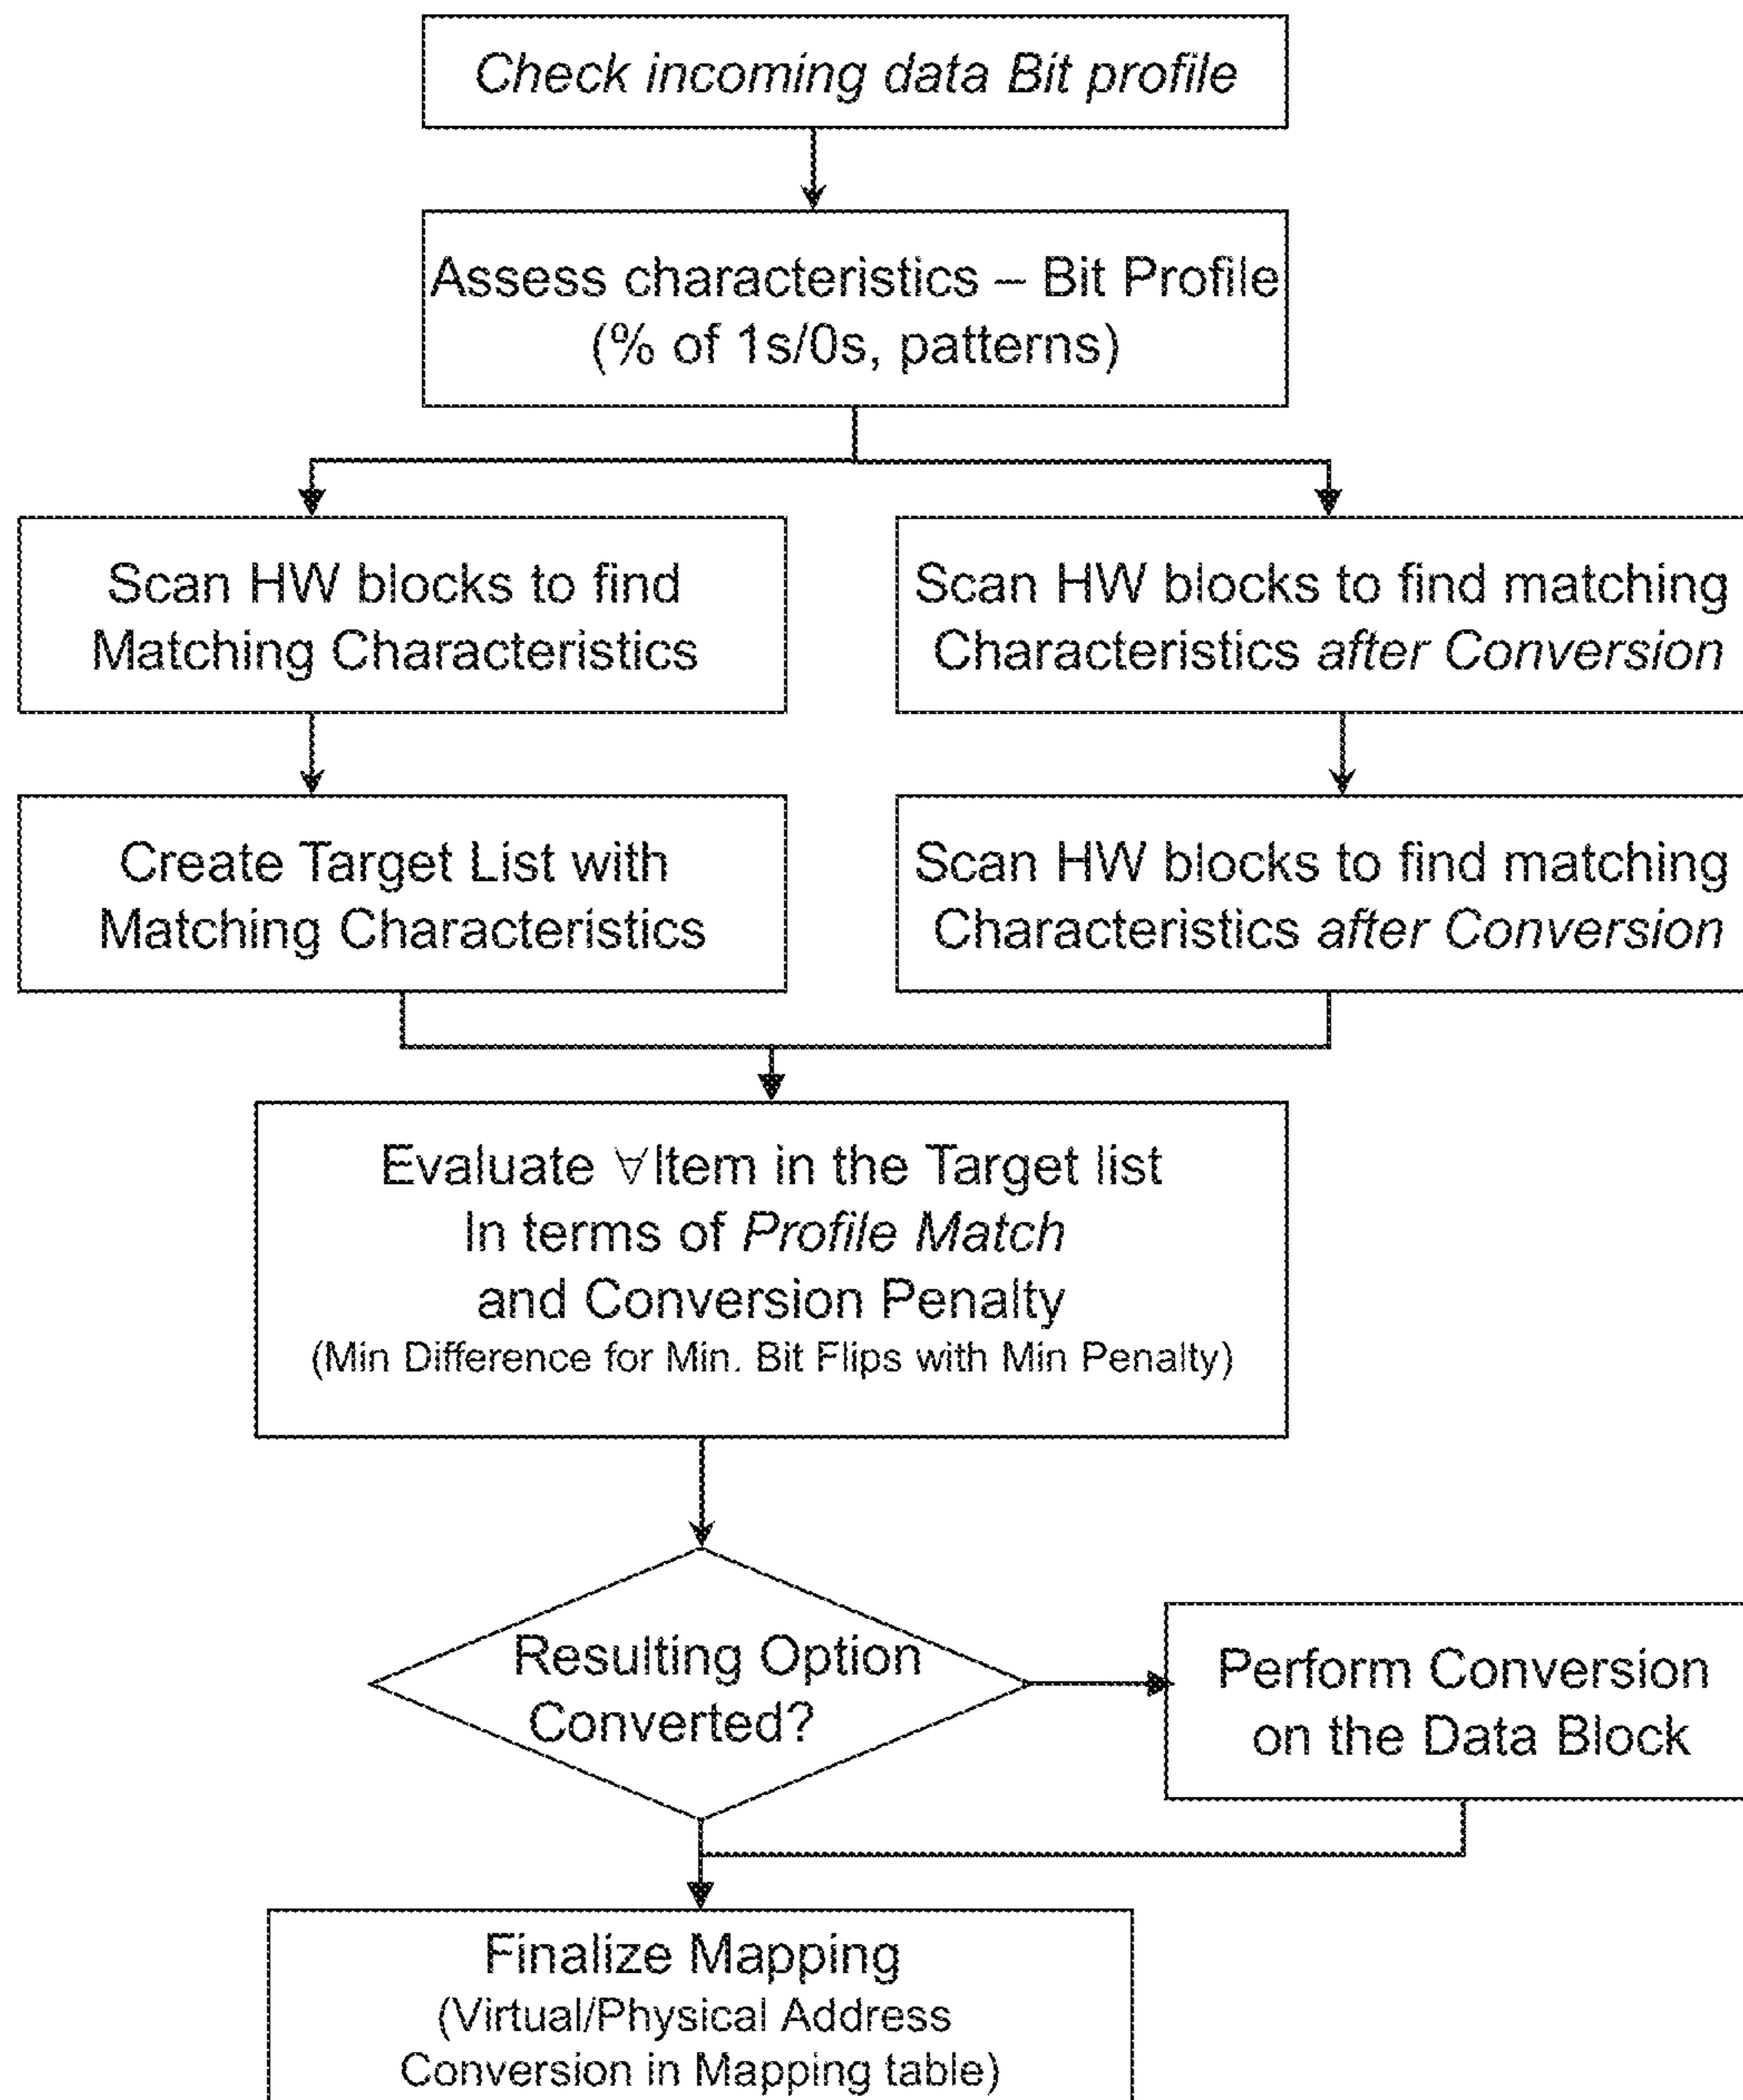 Check incoming data Bit profile
Assess characteristics – Bit Profile
(% of 1s/0s, patterns)
Scan HW blocks to find
Matching Characteristics
Scan HW blocks to find matching
Characteristics after Conversion
Create Target List with
Matching Characteristics
Scan HW blocks to find matching
Characteristics after Conversion
Evaluate ∀Item in the Target list
In terms of Profile Match
and Conversion Penalty
(Min Difference for Min. Bit Flips with Min Penalty)
Resulting Option
Converted?
Perform Conversion
on the Data Block
Finalize Mapping
(Virtual/Physical Address
Conversion in Mapping table)